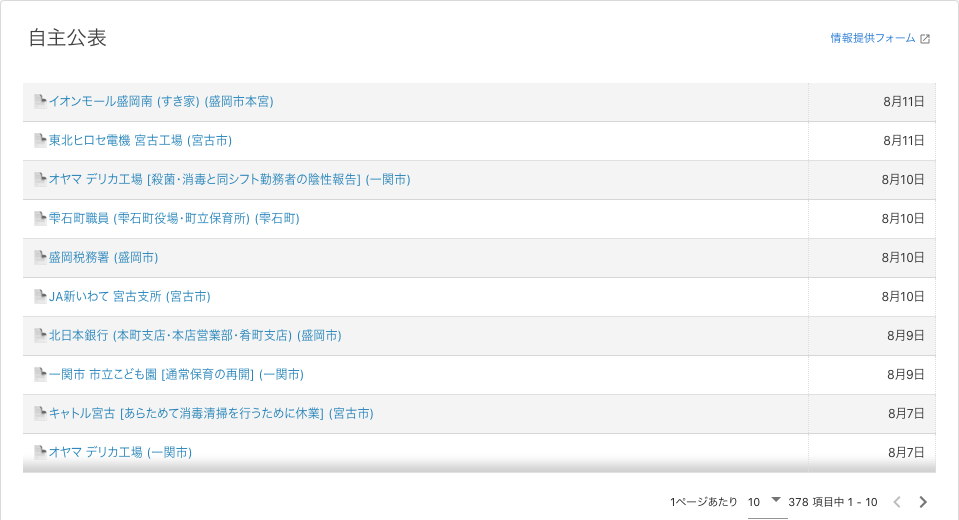 自主公表
情報提供フォーム
イオンモール盛岡南 (すき家) (盛岡市本宮) 8月11日
東北ヒロセ電機 宮古工場 (宮古市) 8月11日
オヤマ デリカ工場 [殺菌・消毒と同シフト勤務者の陰性報告] (一関市) 8月10日
雫石町職員 (雫石町役場・町立保育所) (雫石町) 8月10日
盛岡税務署 (盛岡市) 8月10日
JA新いわて 宮古支所 (宮古市) 8月10日
北日本銀行 (本町支店・本店営業部・肴町支店) (盛岡市) 8月9日
一関市 市立こども園 [通常保育の再開] (一関市) 8月9日
キャトル宮古 [あらためて消毒清掃を行うために休業] (宮古市) 8月7日
オヤマ デリカ工場 (一関市) 8月7日
1ページあたり 10 378 項目中 1 - 10